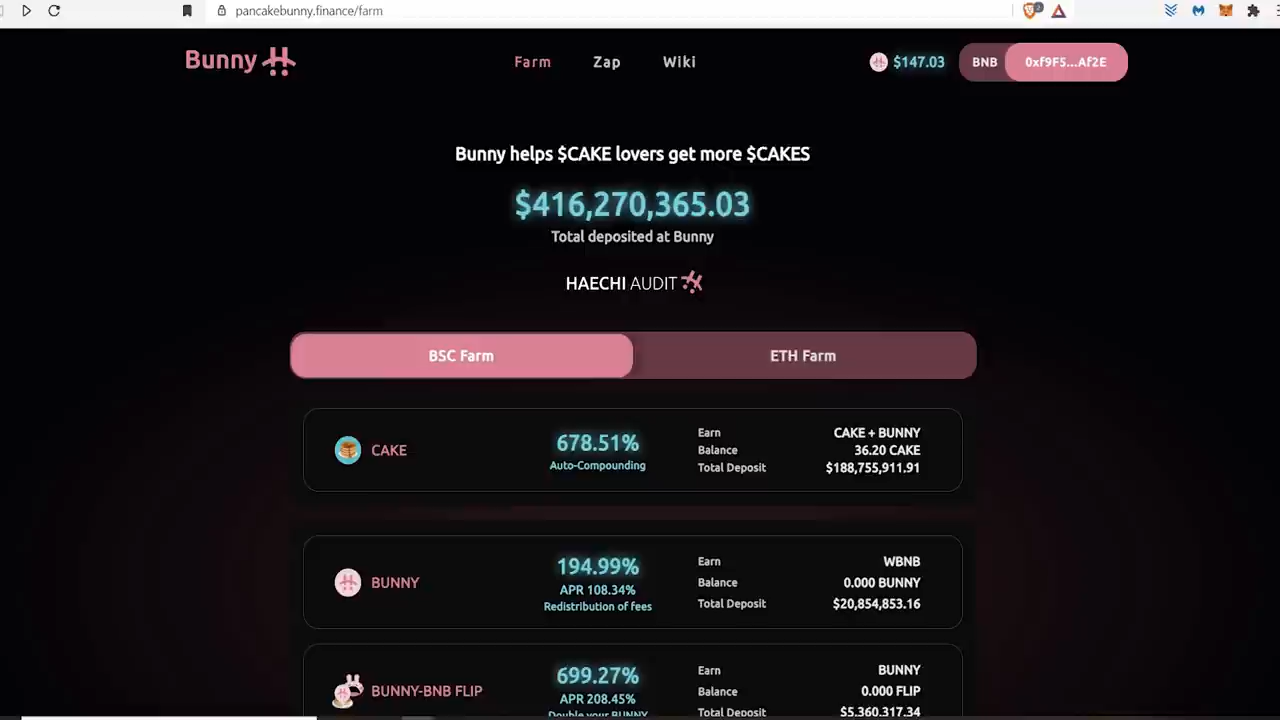 pancakebunny.finance/farm
Bunny
Farm Zap Wiki
$147.03
BNB 0xf9F5...Af2E
Bunny helps $CAKE lovers get more $CAKES
$416,270,365.03
Total deposited at Bunny
HAECHI AUDIT
BSC Farm ETH Farm
CAKE
678.51%
Auto-Compounding
Earn CAKE + BUNNY
Balance 36.20 CAKE
Total Deposit $188,755,911.91
BUNNY
194.99%
APR 108.34%
Redistribution of fees
Earn WBNB
Balance 0.000 BUNNY
Total Deposit $20,854,853.16
BUNNY-BNB FLIP
699.27%
APR 208.45%
Double your BUNNY
Earn BUNNY
Balance 0.000 FLIP
Total Deposit $5,360,317.34